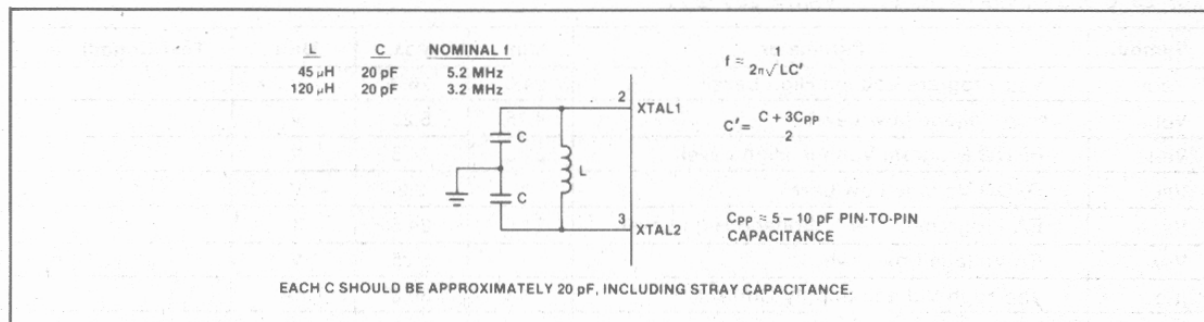 L C NOMINAL f
45 μH 20 pF 5.2 MHz
120 μH 20 pF 3.2 MHz
f = 1 / 2π√LC'
C' = C + 3CPP / 2
2 XTAL1
C
L
C
3 XTAL2
CPP ≈ 5 – 10 pF PIN-TO-PIN
CAPACITANCE
EACH C SHOULD BE APPROXIMATELY 20 pF, INCLUDING STRAY CAPACITANCE.